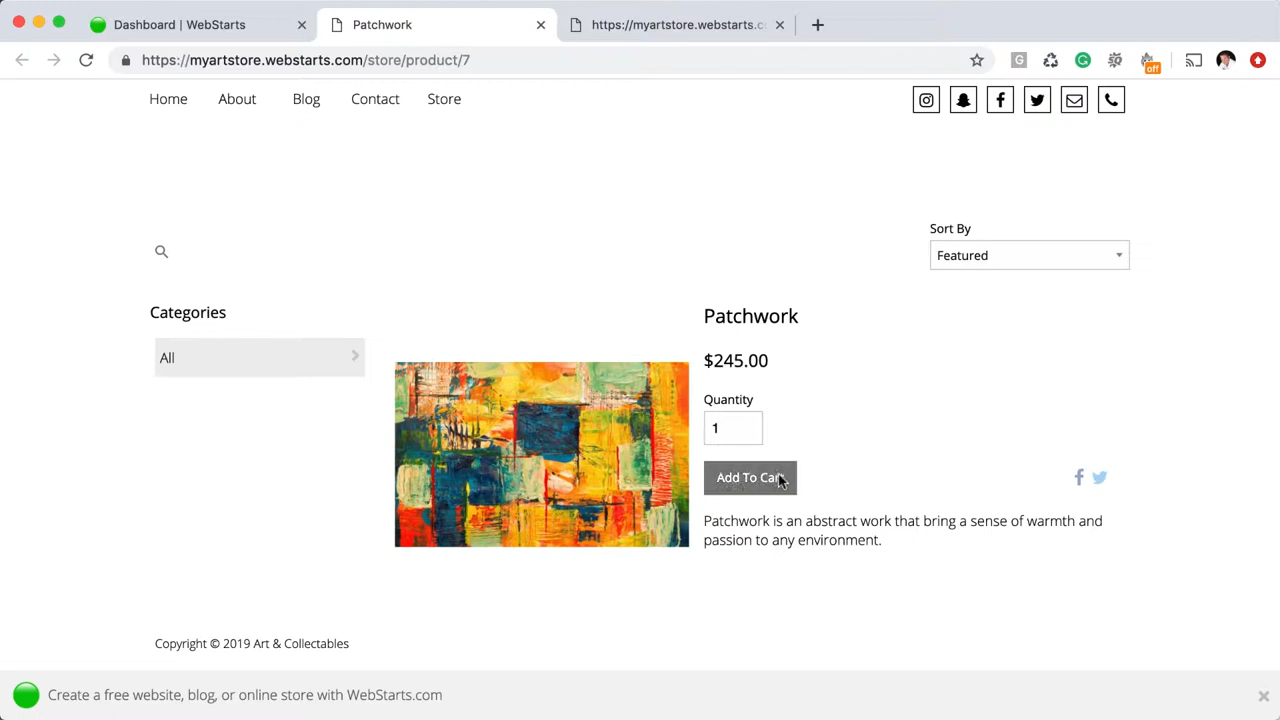 Dashboard | WebStarts
Patchwork
https://myartstore.webstarts.c
https://myartstore.webstarts.com/store/product/7
G
off
Home About Blog Contact Store
Sort By
Featured
Categories
All
Patchwork
$245.00
Quantity
1
Add To Cart
Patchwork is an abstract work that bring a sense of warmth and
passion to any environment.
Copyright © 2019 Art & Collectables
Create a free website, blog, or online store with WebStarts.com